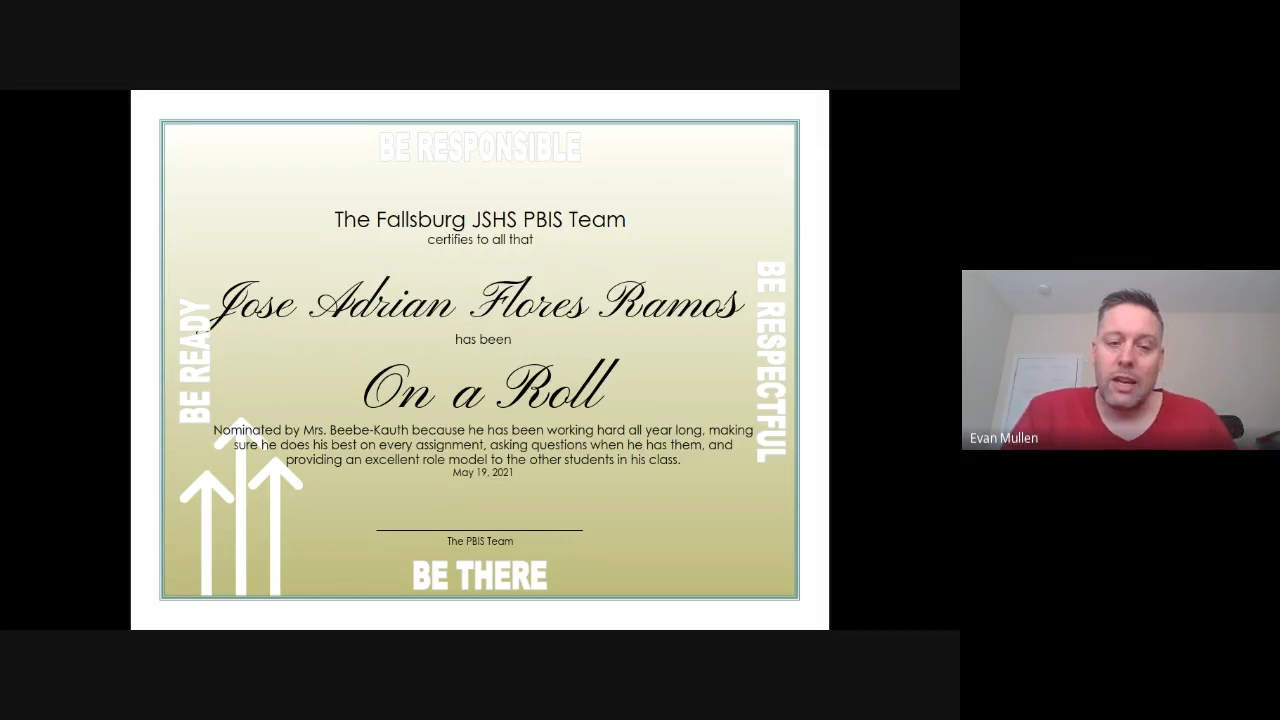 BE RESPONSIBLE
The Fallsburg JSHS PBIS Team
certifies to all that
Jose Adrian Flores Ramos
has been
On a Roll
Nominated by Mrs. Beebe-Kauth because he has been working hard all year long, making
sure he does his best on every assignment, asking questions when he has them, and
providing an excellent role model to the other students in his class.
May 19, 2021
The PBIS Team
BE THERE
BE READY
BE RESPECTFUL
Evan Mullen